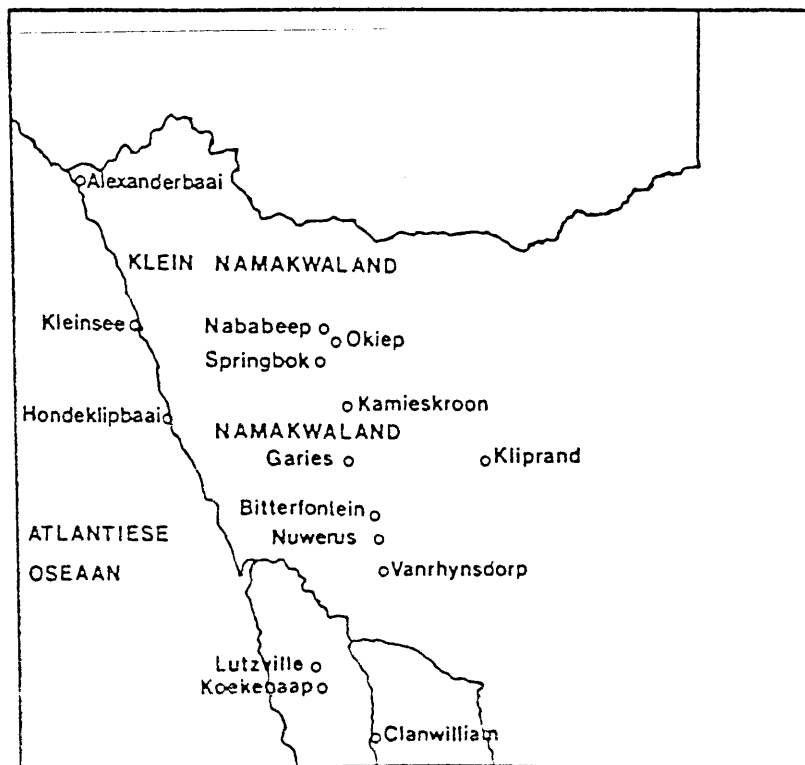 Alexanderbaai
KLEIN NAMAKWALAND
Kleinsee
Nababeep
Okiep
Springbok
Kamieskroon
Hondeklipbaai
NAMAKWALAND
Garies
Kliprand
Bitterfonlein
ATLANTIESE
Nuwerus
OSEAAN
Vanrhynsdorp
Lutzville
Koekenaap
Clanwilliam